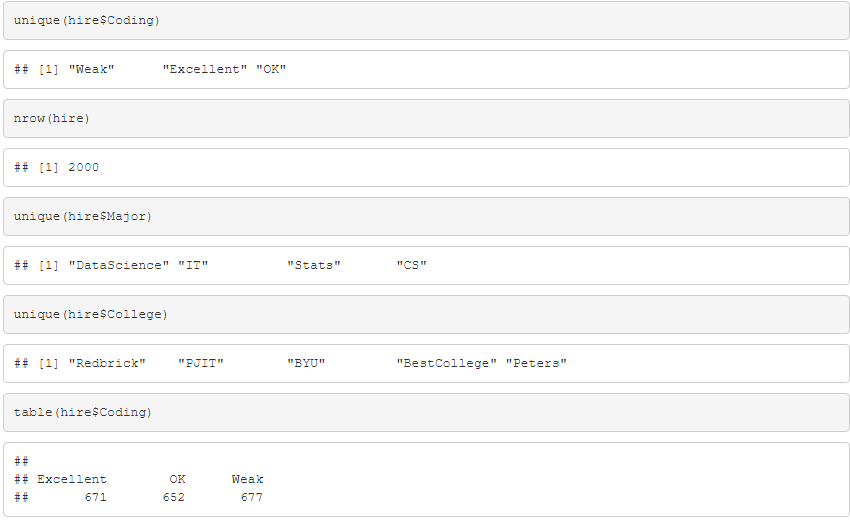 unique(hire$Coding)
## [1] "Weak"      "Excellent" "OK"
nrow(hire)
## [1] 2000
unique(hire$Major)
## [1] "DataScience" "IT"          "Stats"       "CS"
unique(hire$College)
## [1] "Redbrick"    "PJIT"        "BYU"         "BestCollege" "Peters"
table(hire$Coding)
##
## Excellent        OK      Weak
##       671       652       677